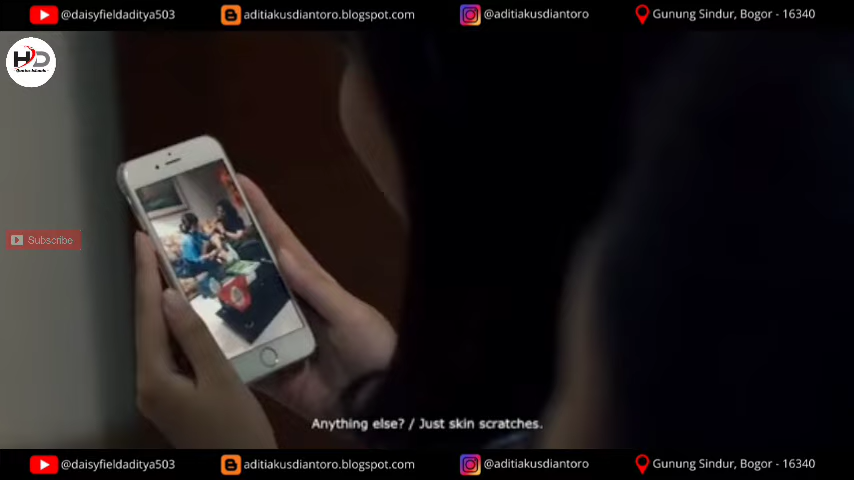 @daisyfieldaditya503 aditiakusdiantoro.blogspot.com @aditiakusdiantoro Gunung Sindur, Bogor - 16340
HD
Subscribe
Anything else? / Just skin scratches.
@daisyfieldaditya503 aditiakusdiantoro.blogspot.com @aditiakusdiantoro Gunung Sindur, Bogor - 16340